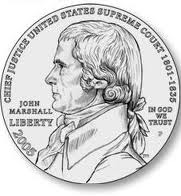 CHIEF JUSTICE UNITED STATES SUPREME COURT 1801-1835
JOHN
MARSHALL
LIBERTY
2005
IN GOD
WE
TRUST
P